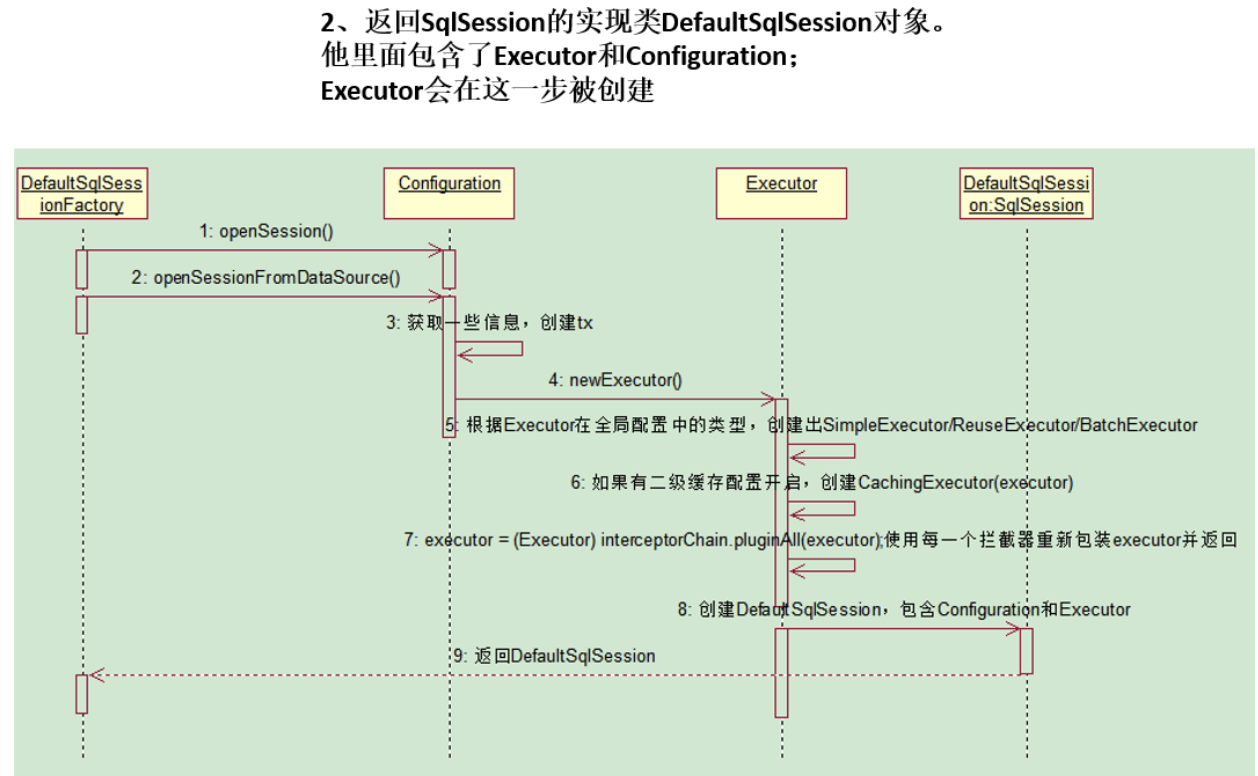 2、返回SqlSession的实现类DefaultSqlSession对象。
他里面包含了Executor和Configuration；
Executor会在这一步被创建
DefaultSqlSess
ionFactory
Configuration
Executor
DefaultSqlSessi
on:SqlSession
1: openSession()
2: openSessionFromDataSource()
3: 获取一些信息，创建tx
4: newExecutor()
5: 根据Executor在全局配置中的类型，创建出SimpleExecutor/ReuseExecutor/BatchExecutor
6: 如果有二级缓存配置开启，创建CachingExecutor(executor)
7: executor = (Executor) interceptorChain.pluginAll(executor);使用每一个拦截器重新包装executor并返回
8: 创建DefautSqlSession，包含Configuration和Executor
9: 返回DefaultSqlSession